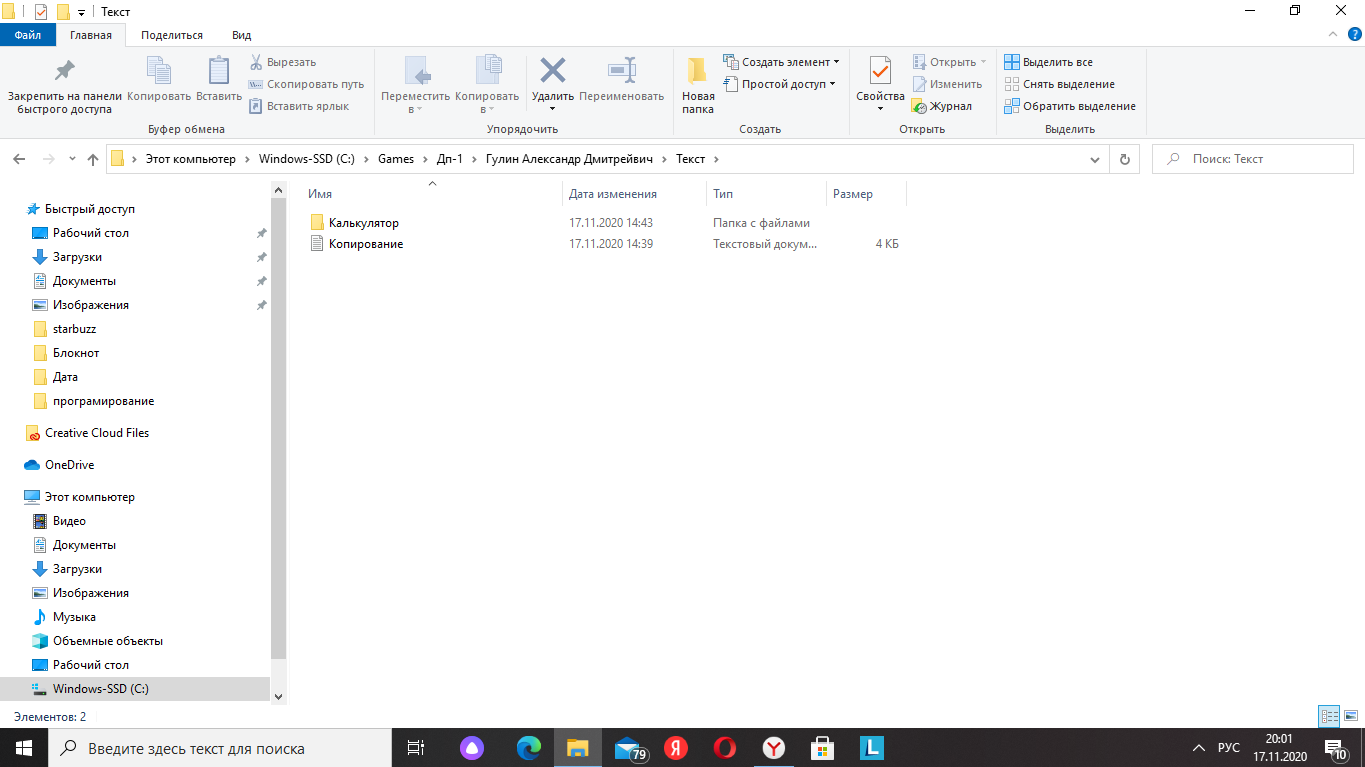 Текст
Файл Главная Поделиться Вид
Закрепить на панели быстрого доступа
Копировать
Вставить
Вырезать
Скопировать путь
Вставить ярлык
Буфер обмена
Переместить в
Копировать в
Удалить
Переименовать
Упорядочить
Новая папка
Создать элемент
Простой доступ
Создать
Свойства
Открыть
Изменить
Журнал
Открыть
Выделить все
Снять выделение
Обратить выделение
Выделить
Этот компьютер > Windows-SSD (C:) > Games > Дп-1 > Гулин Александр Дмитрейвич > Текст >
Поиск: Текст
Быстрый доступ
Рабочий стол
Загрузки
Документы
Изображения
starbuzz
Блокнот
Дата
програмирование
Creative Cloud Files
OneDrive
Этот компьютер
Видео
Документы
Загрузки
Изображения
Музыка
Объемные объекты
Рабочий стол
Windows-SSD (C:)
Имя Дата изменения Тип Размер
Калькулятор 17.11.2020 14:43 Папка с файлами
Копирование 17.11.2020 14:39 Текстовый докум... 4 КБ
Элементов: 2
Введите здесь текст для поиска
79
Я
Y
L
РУС
20:01
17.11.2020
10